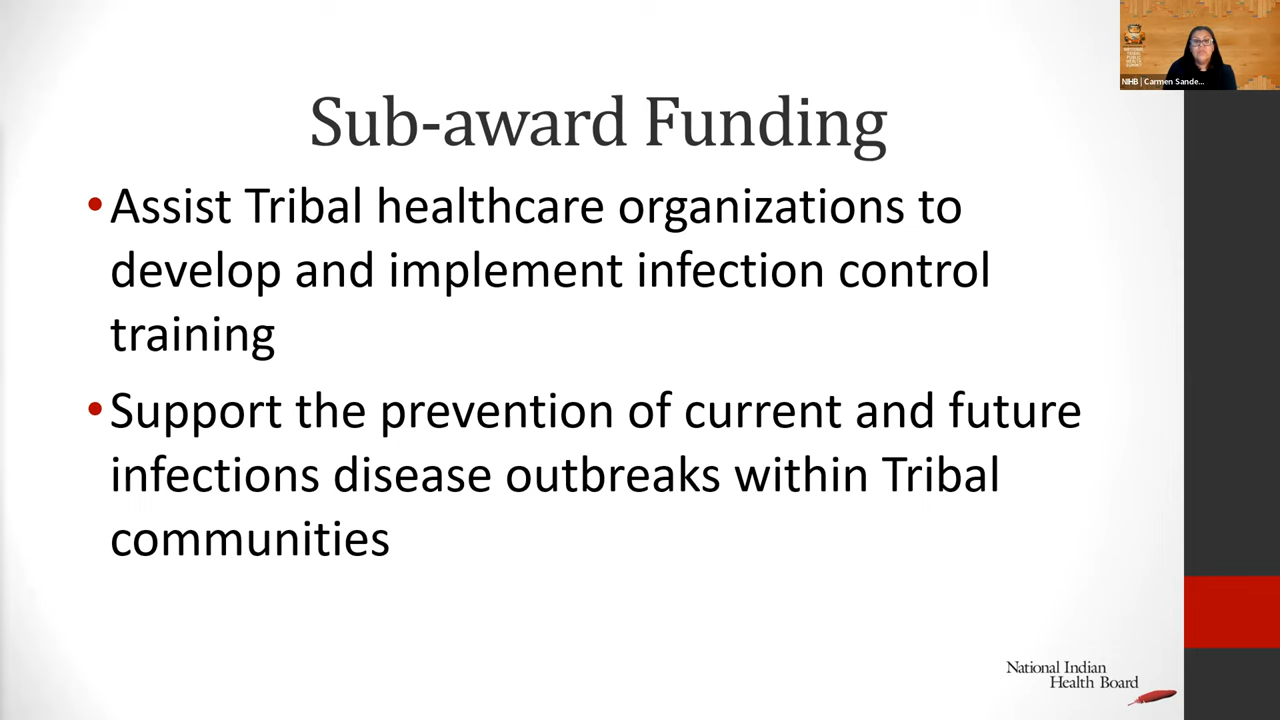 Sub-award Funding
•Assist Tribal healthcare organizations to
develop and implement infection control
training
•Support the prevention of current and future
infections disease outbreaks within Tribal
communities
National Indian
Health Board
NIHB | Carmen Sande...